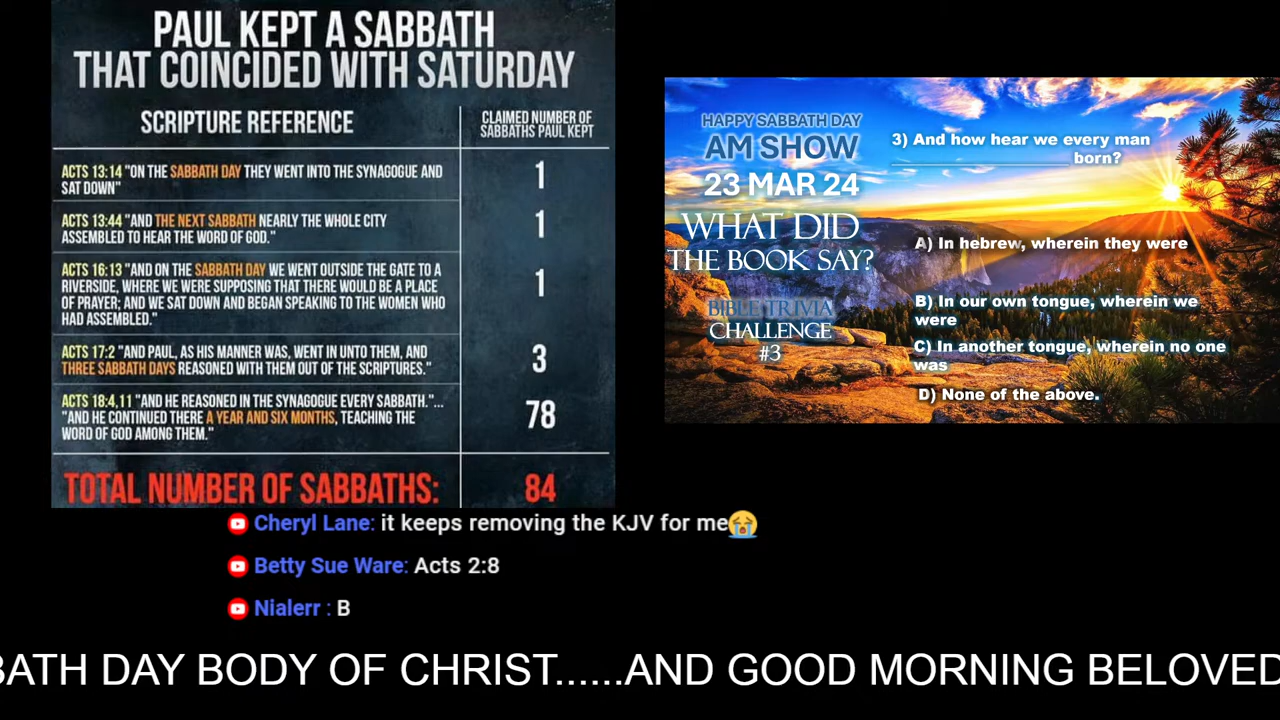 PAUL KEPT A SABBATH
THAT COINCIDED WITH SATURDAY
SCRIPTURE REFERENCE
CLAIMED NUMBER OF
SABBATHS PAUL KEPT
ACTS 13:14 "ON THE SABBATH DAY THEY WENT INTO THE SYNAGOGUE AND
SAT DOWN"
1
ACTS 13:44 "AND THE NEXT SABBATH NEARLY THE WHOLE CITY
ASSEMBLED TO HEAR THE WORD OF GOD."
1
ACTS 16:13 "AND ON THE SABBATH DAY WE WENT OUTSIDE THE GATE TO A
RIVERSIDE, WHERE WE WERE SUPPOSING THAT THERE WOULD BE A PLACE
OF PRAYER; AND WE SAT DOWN AND BEGAN SPEAKING TO THE WOMEN WHO
HAD ASSEMBLED."
1
ACTS 17:2 "AND PAUL, AS HIS MANNER WAS, WENT IN UNTO THEM, AND
THREE SABBATH DAYS REASONED WITH THEM OUT OF THE SCRIPTURES."
3
ACTS 18:4,11 "AND HE REASONED IN THE SYNAGOGUE EVERY SABBATH."...
"AND HE CONTINUED THERE A YEAR AND SIX MONTHS, TEACHING THE
WORD OF GOD AMONG THEM."
78
TOTAL NUMBER OF SABBATHS: 84
HAPPY SABBATH DAY
AM SHOW
23 MAR 24
WHAT DID
THE BOOK SAY?
BIBLE TRIVIA
CHALLENGE
#3
3) And how hear we every man
____________________ born?
A) In hebrew, wherein they were
B) In our own tongue, wherein we
were
C) In another tongue, wherein no one
was
D) None of the above.
Cheryl Lane: it keeps removing the KJV for me😭
Betty Sue Ware: Acts 2:8
Nialerr : B
BATH DAY BODY OF CHRIST......AND GOOD MORNING BELOVED